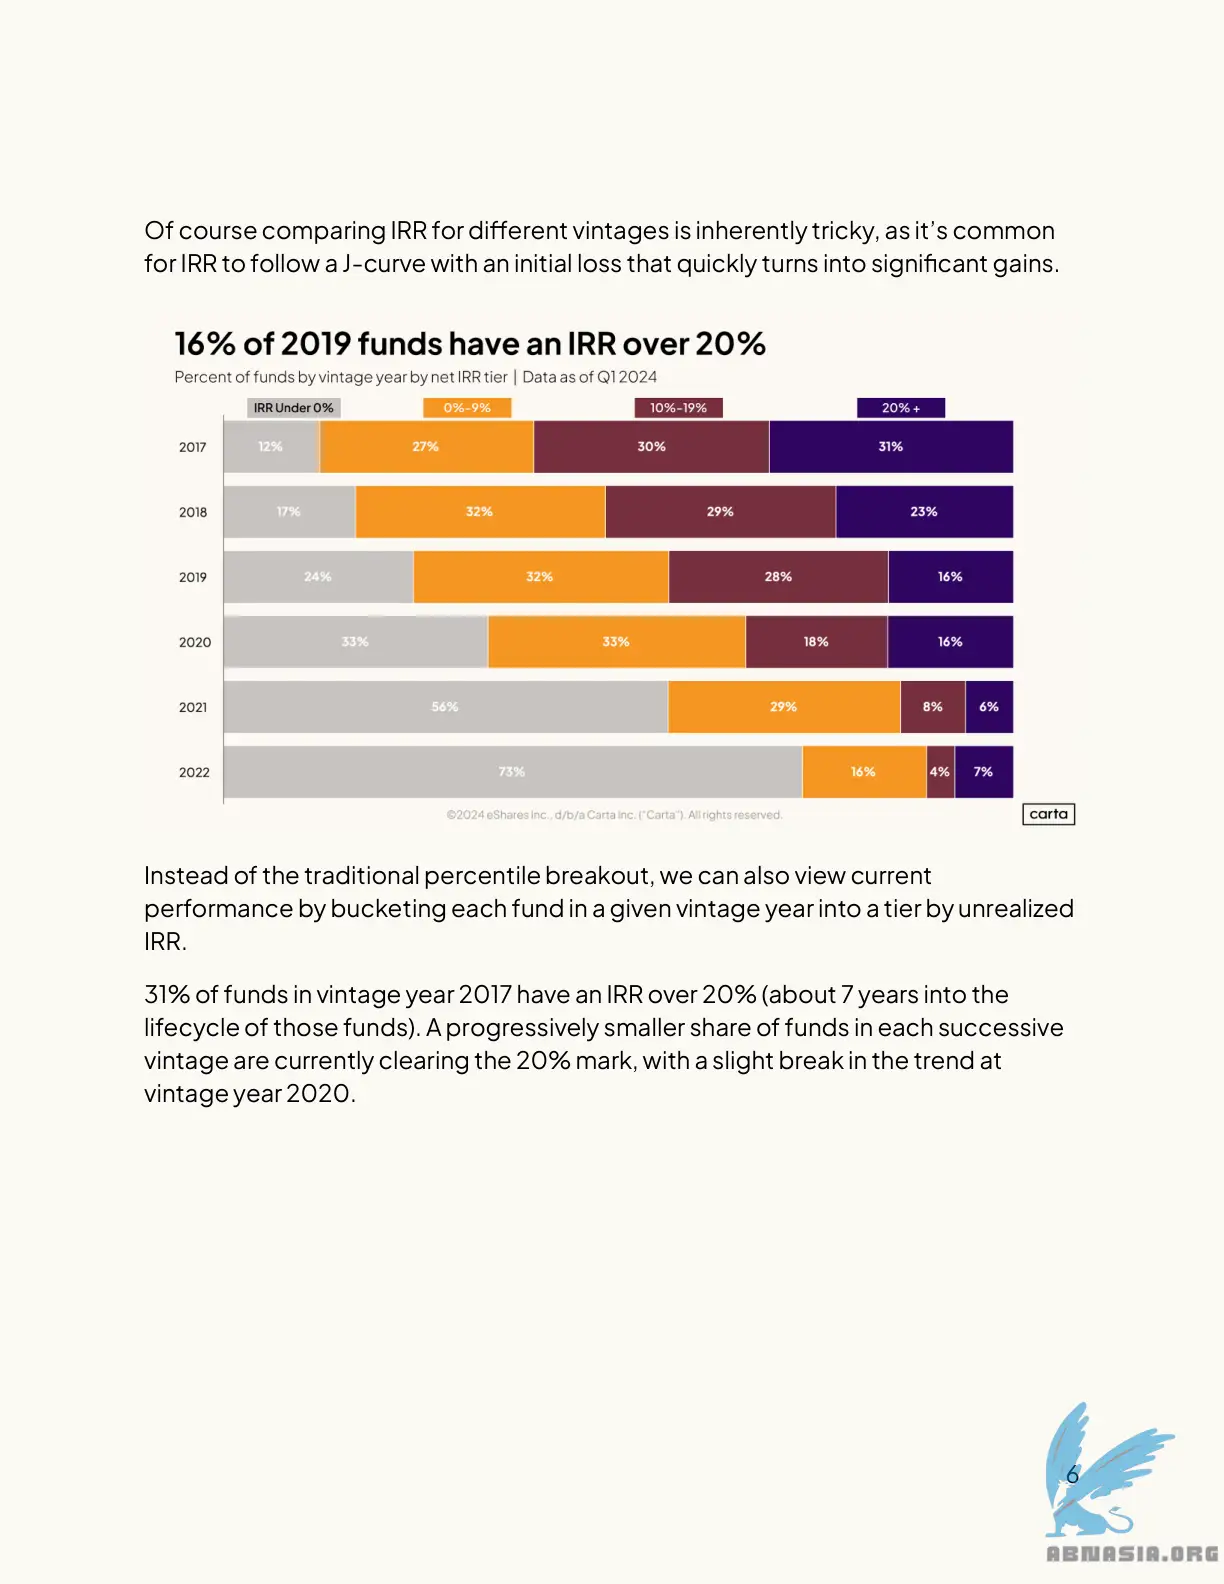 Of course comparing IRR for different vintages is inherently tricky, as it's common
for IRR to follow a J-curve with an initial loss that quickly turns into significant gains.
16% of 2019 funds have an IRR over 20%
Percent of funds by vintage year by net IRR tier | Data as of Q1 2024
IRR Under 0% 0%-9% 10%-19% 20% +
2017 12% 27% 30% 31%
2018 17% 32% 29% 23%
2019 24% 32% 28% 16%
2020 33% 33% 18% 16%
2021 56% 29% 8% 6%
2022 73% 16% 4% 7%
©2024 eShares Inc., d/b/a Carta Inc. ("Carta"). All rights reserved.
carta
Instead of the traditional percentile breakout, we can also view current
performance by bucketing each fund in a given vintage year into a tier by unrealized
IRR.
31% of funds in vintage year 2017 have an IRR over 20% (about 7 years into the
lifecycle of those funds). A progressively smaller share of funds in each successive
vintage are currently clearing the 20% mark, with a slight break in the trend at
vintage year 2020.
6
ABNASIA.ORG